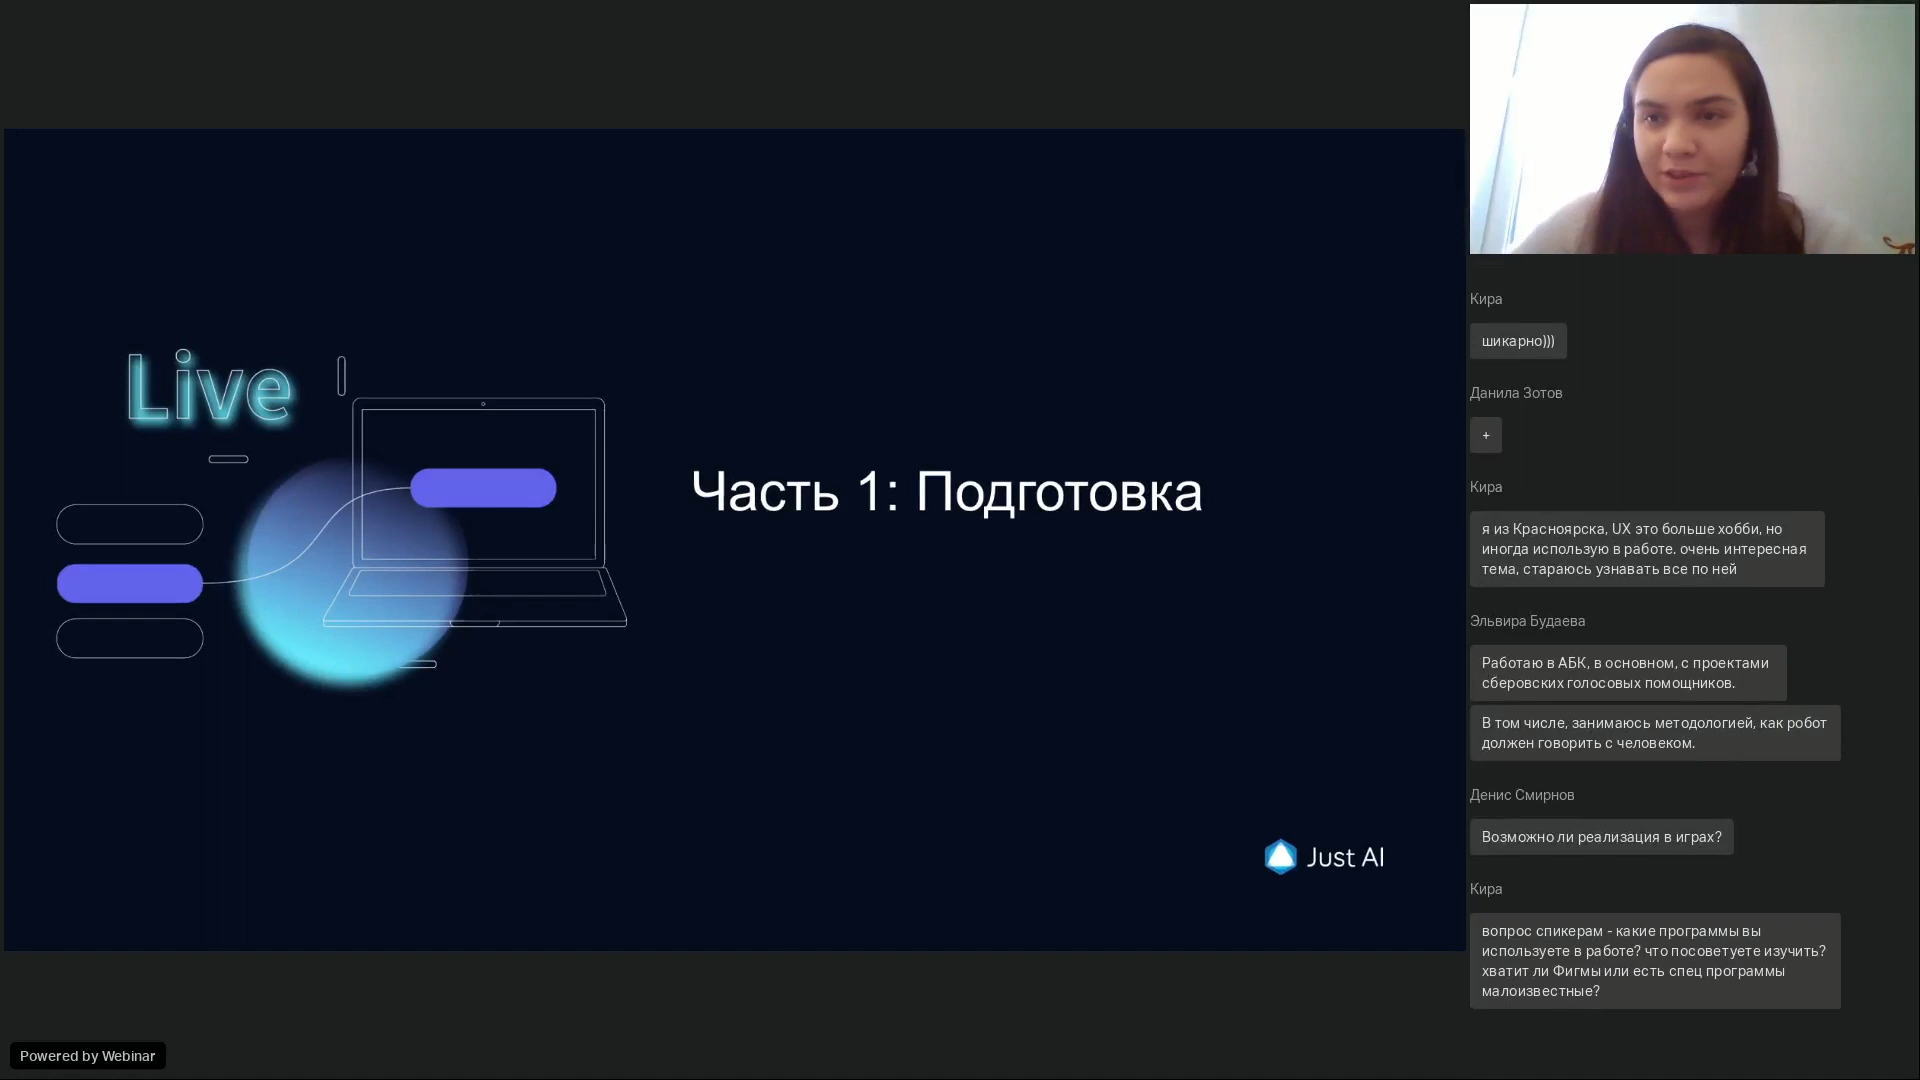 Live
Часть 1: Подготовка
Just AI
Powered by Webinar
Кира
шикарно)))
Данила Зотов
+
Кира
я из Красноярска, UX это больше хобби, но
иногда использую в работе. очень интересная
тема, стараюсь узнавать все по ней
Эльвира Будаева
Работаю в АБК, в основном, с проектами
сберовских голосовых помощников.
В том числе, занимаюсь методологией, как робот
должен говорить с человеком.
Денис Смирнов
Возможно ли реализация в играх?
Кира
вопрос спикерам - какие программы вы
используете в работе? что посоветуете изучить?
хватит ли Фигмы или есть спец программы
малоизвестные?